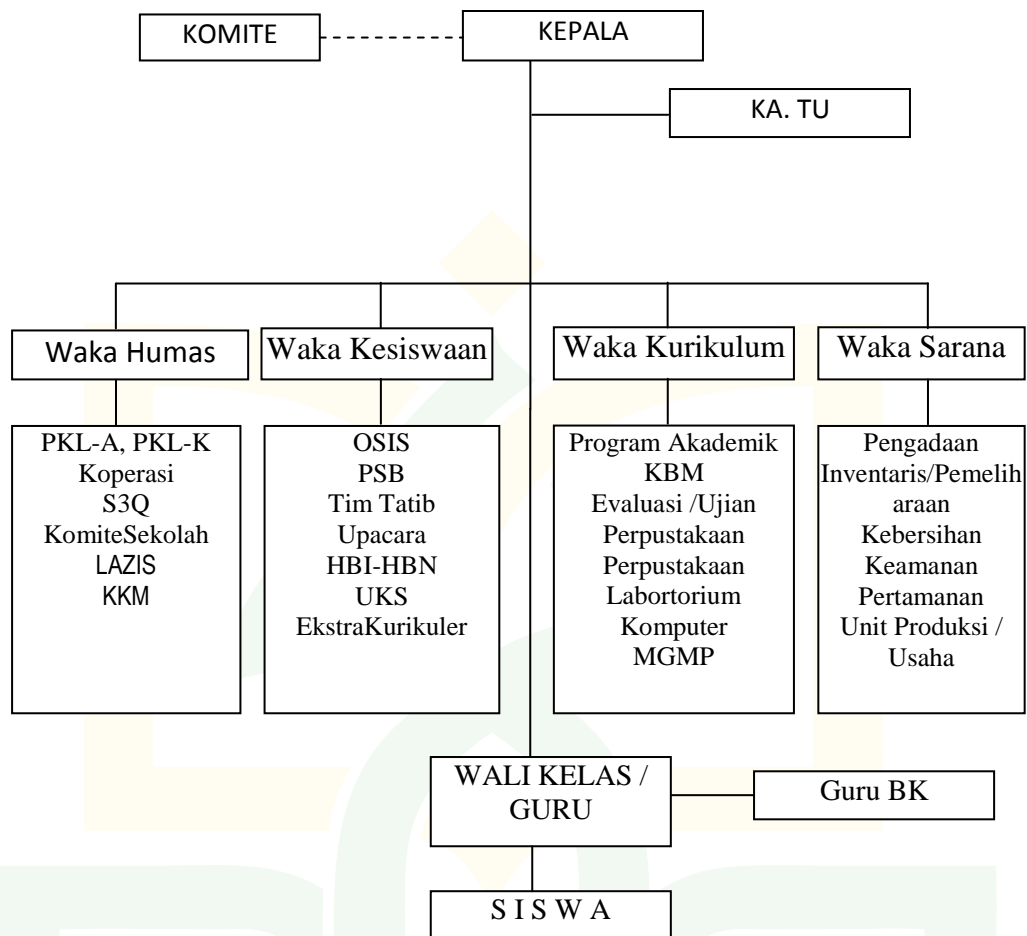 KOMITE
KEPALA
KA. TU
Waka Humas
Waka Kesiswaan
Waka Kurikulum
Waka Sarana
PKL-A, PKL-K
Koperasi
S3Q
KomiteSekolah
LAZIS
KKM
OSIS
PSB
Tim Tatib
Upacara
HBI-HBN
UKS
EkstraKurikuler
Program Akademik
KBM
Evaluasi /Ujian
Perpustakaan
Perpustakaan
Labortorium
Komputer
MGMP
Pengadaan
Inventaris/Pemelih
araan
Kebersihan
Keamanan
Pertamanan
Unit Produksi /
Usaha
WALI KELAS /
GURU
Guru BK
S I S W A